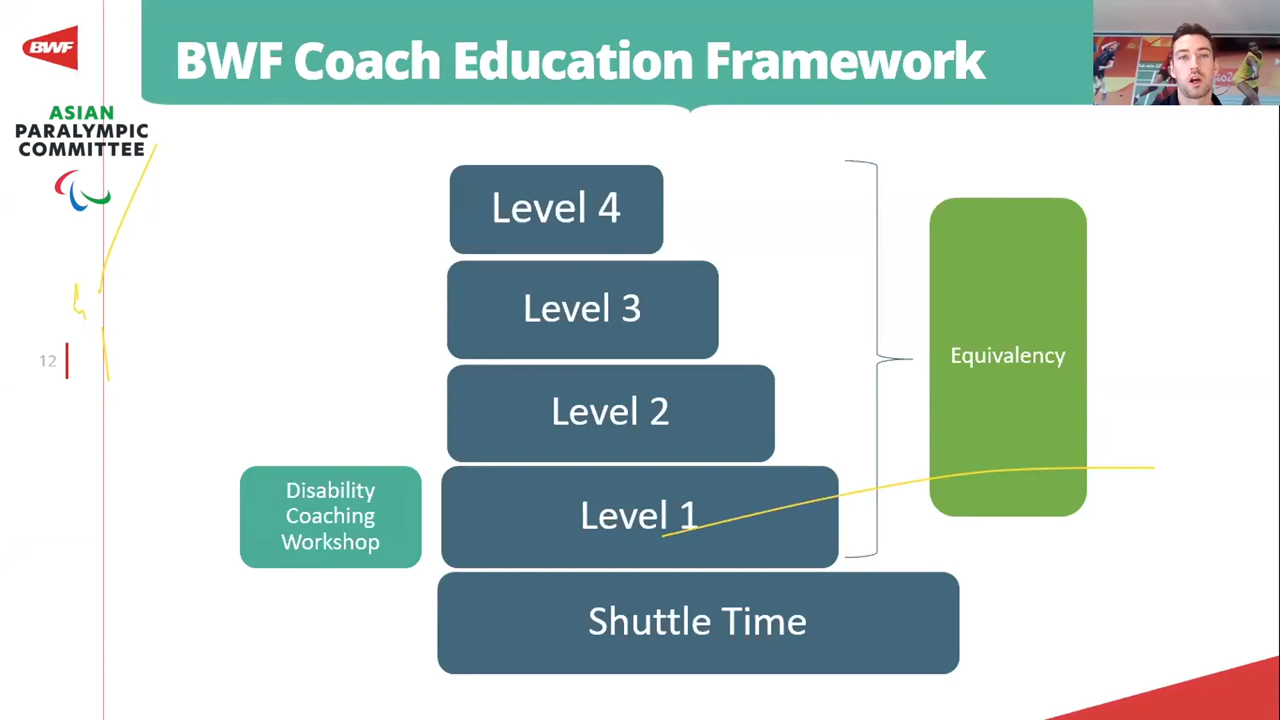 BWF
BWF Coach Education Framework
ASIAN
PARALYMPIC
COMMITTEE
12
Level 4
Level 3
Level 2
Level 1
Shuttle Time
Disability
Coaching
Workshop
Equivalency